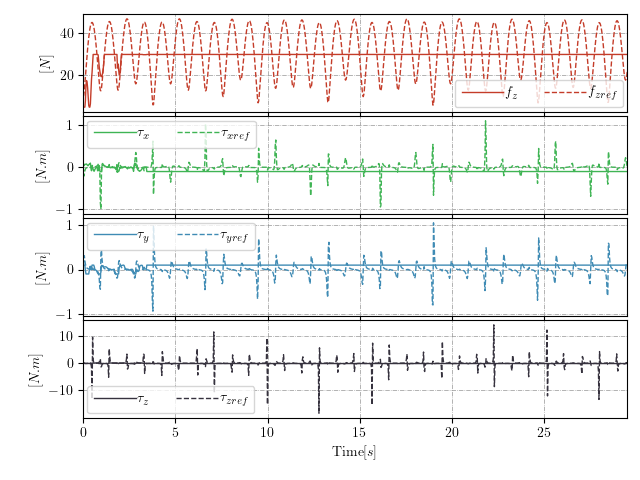 40
20
[N]
f_z f_zref
1
0
−1
[N.m]
τ_x τ_xref
1
0
−1
[N.m]
τ_y τ_yref
10
0
−10
[N.m]
τ_z τ_zref
0 5 10 15 20 25
Time[s]